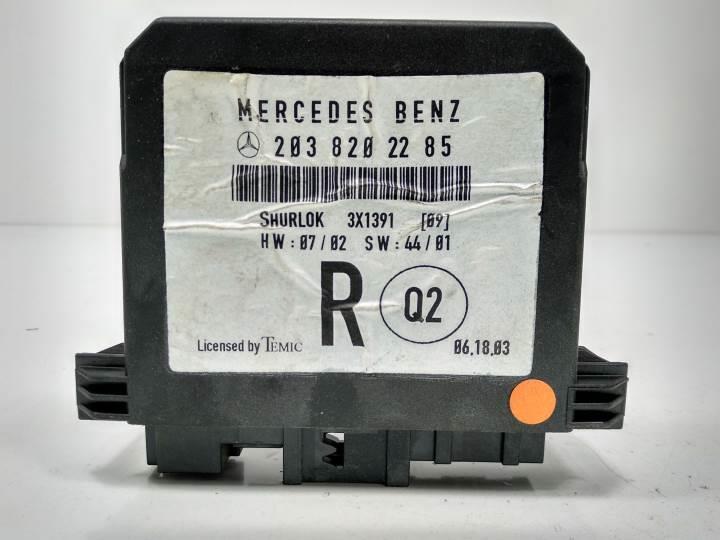 MERCEDES BENZ
203 820 22 85
SHURLOK 3X1391 [09]
HW:07/02 SW:44/01
R Q2
Licensed by TEMIC 06.18.03